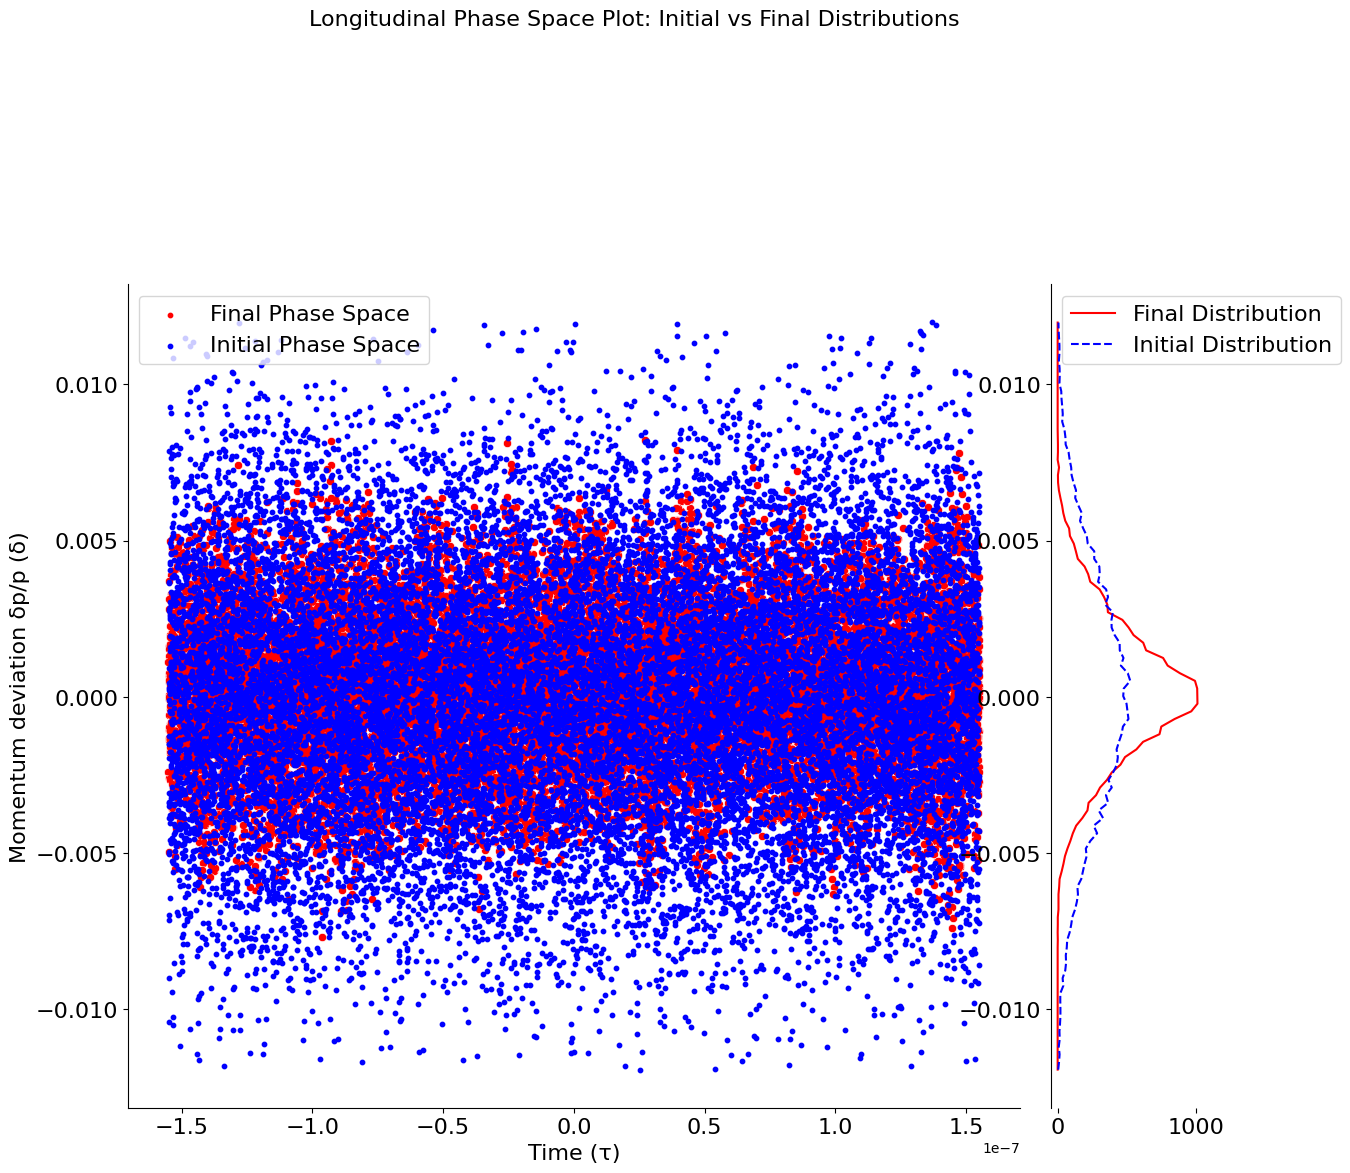 Longitudinal Phase Space Plot: Initial vs Final Distributions
Final Phase Space
Initial Phase Space
Final Distribution
Initial Distribution
Momentum deviation δp/p (δ)
0.010
0.005
0.000
−0.005
−0.010
0.010
0.005
0.000
−0.005
−0.010
−1.5
−1.0
−0.5
0.0
0.5
1.0
1.5
0
1000
Time (τ)
1e−7